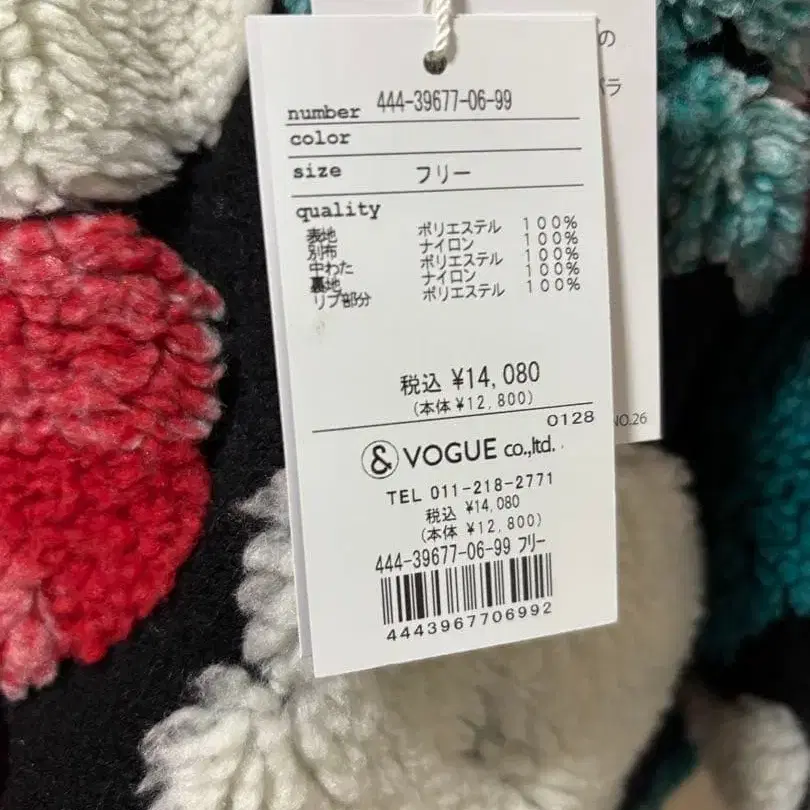 number 444-39677-06-99
color
size フリー
quality
表地 ポリエステル 100%
別布 ナイロン 100%
中わた ポリエステル 100%
裏地 ナイロン 100%
リブ部分 ポリエステル 100%
税込 ¥14,080
(本体¥12,800)
0128
& VOGUE co.,ltd.
TEL 011-218-2771
税込 ¥14,080
(本体 ¥12,800)
444-39677-06-99 フリー
4443967706992
の
パラ
NO.26